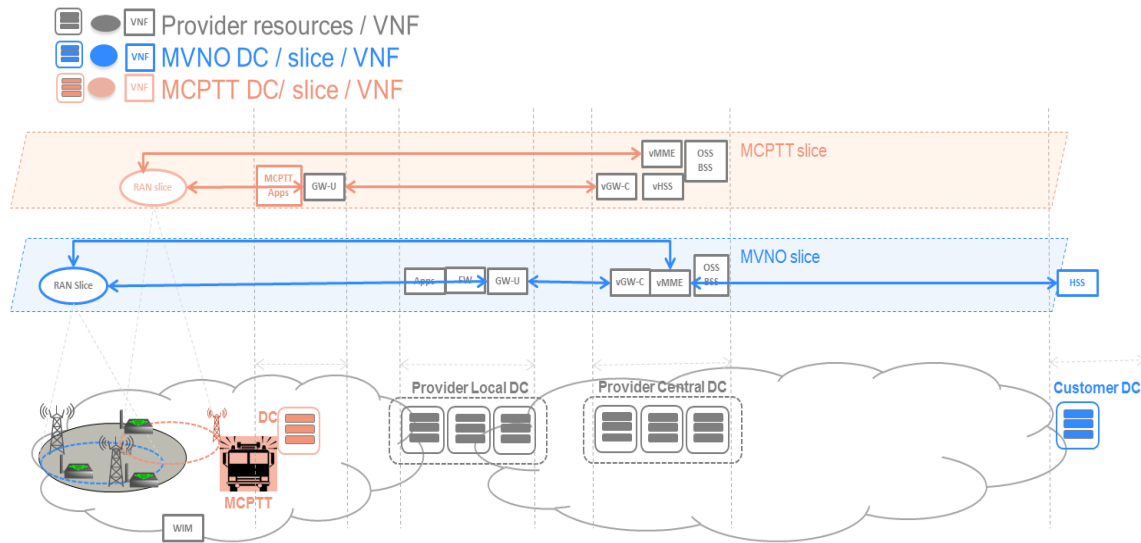 VNF Provider resources / VNF
VNF MVNO DC / slice / VNF
VNF MCPTT DC/ slice / VNF
MCPTT slice
vMME
OSS
BSS
RAN slice
MCPTT
Apps
GW-U
vGW-C
vHSS
MVNO slice
RAN Slice
Apps
FW
GW-U
vGW-C
vMME
OSS
BSS
HSS
Provider Local DC
Provider Central DC
Customer DC
DC
MCPTT
WIM